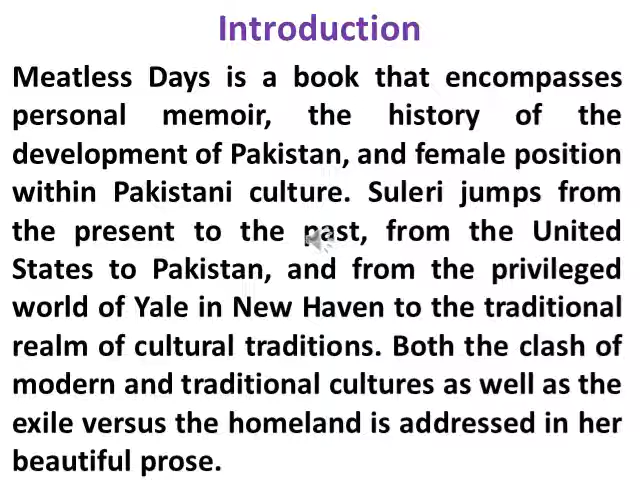 Introduction
Meatless Days is a book that encompasses
personal memoir, the history of the
development of Pakistan, and female position
within Pakistani culture. Suleri jumps from
the present to the past, from the United
States to Pakistan, and from the privileged
world of Yale in New Haven to the traditional
realm of cultural traditions. Both the clash of
modern and traditional cultures as well as the
exile versus the homeland is addressed in her
beautiful prose.